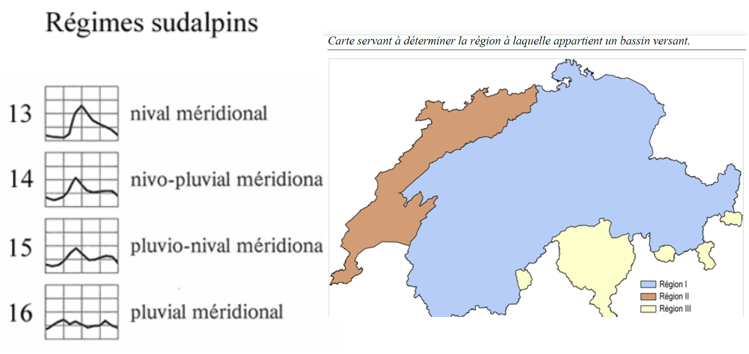 Régimes sudalpins
13 nival méridional
14 nivo-pluvial méridiona
15 pluvio-nival méridiona
16 pluvial méridional
Carte servant à déterminer la région à laquelle appartient un bassin versant.
Région I
Région II
Région III